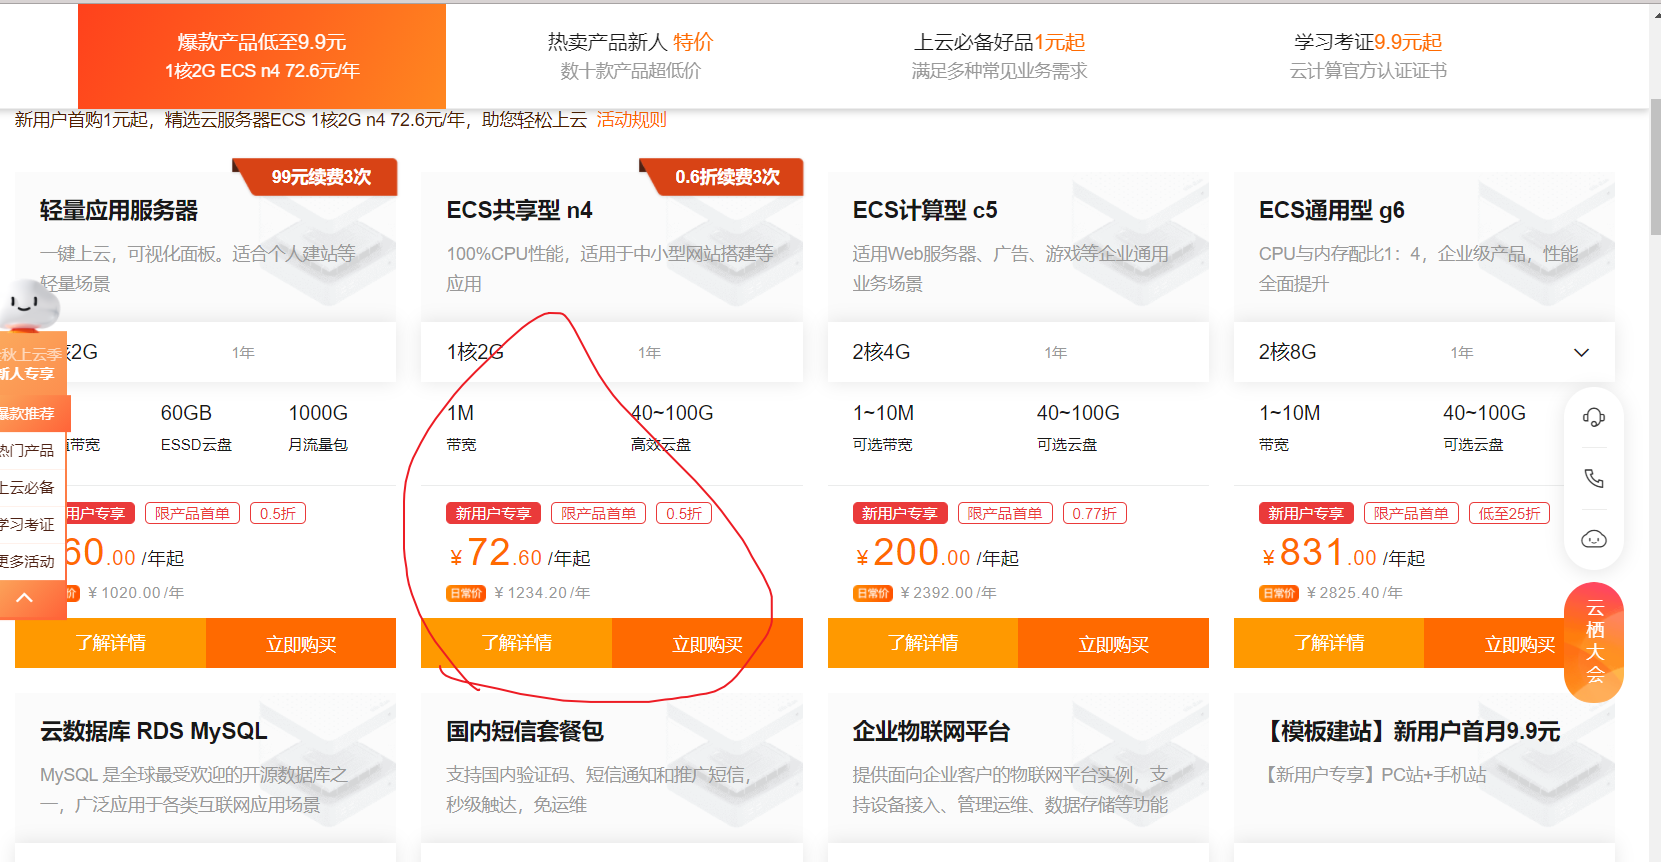 爆款产品低至9.9元
1核2G ECS n4 72.6元/年
热卖产品新人 特价
数十款产品超低价
上云必备好品1元起
满足多种常见业务需求
学习考证9.9元起
云计算官方认证证书
新用户首购1元起，精选云服务器ECS 1核2G n4 72.6元/年，助您轻松上云 活动规则
99元续费3次
轻量应用服务器
一键上云，可视化面板。适合个人建站等
轻量场景
核2G 1年
60GB 1000G
值带宽 ESSD云盘 月流量包
用户专享 限产品首单 0.5折
60.00 /年起
价 ¥1020.00/年
了解详情 立即购买
0.6折续费3次
ECS共享型 n4
100%CPU性能，适用于中小型网站搭建等
应用
1核2G 1年
1M 40~100G
带宽 高效云盘
新用户专享 限产品首单 0.5折
¥72.60 /年起
日常价 ¥1234.20/年
了解详情 立即购买
ECS计算型 c5
适用Web服务器、广告、游戏等企业通用
业务场景
2核4G 1年
1~10M 40~100G
可选带宽 可选云盘
新用户专享 限产品首单 0.77折
¥200.00 /年起
日常价 ¥2392.00/年
了解详情 立即购买
ECS通用型 g6
CPU与内存配比1：4，企业级产品，性能
全面提升
2核8G 1年
1~10M 40~100G
带宽 可选云盘
新用户专享 限产品首单 低至25折
¥831.00 /年起
日常价 ¥2825.40/年
了解详情 立即购买
秋上云季
新人专享
爆款推荐
热门产品
上云必备
学习考证
更多活动
云栖大会
云数据库 RDS MySQL
MySQL 是全球最受欢迎的开源数据库之
一，广泛应用于各类互联网应用场景
国内短信套餐包
支持国内验证码、短信通知和推广短信，
秒级触达，免运维
企业物联网平台
提供面向企业客户的物联网平台实例，支
持设备接入、管理运维、数据存储等功能
【模板建站】新用户首月9.9元
【新用户专享】PC站+手机站